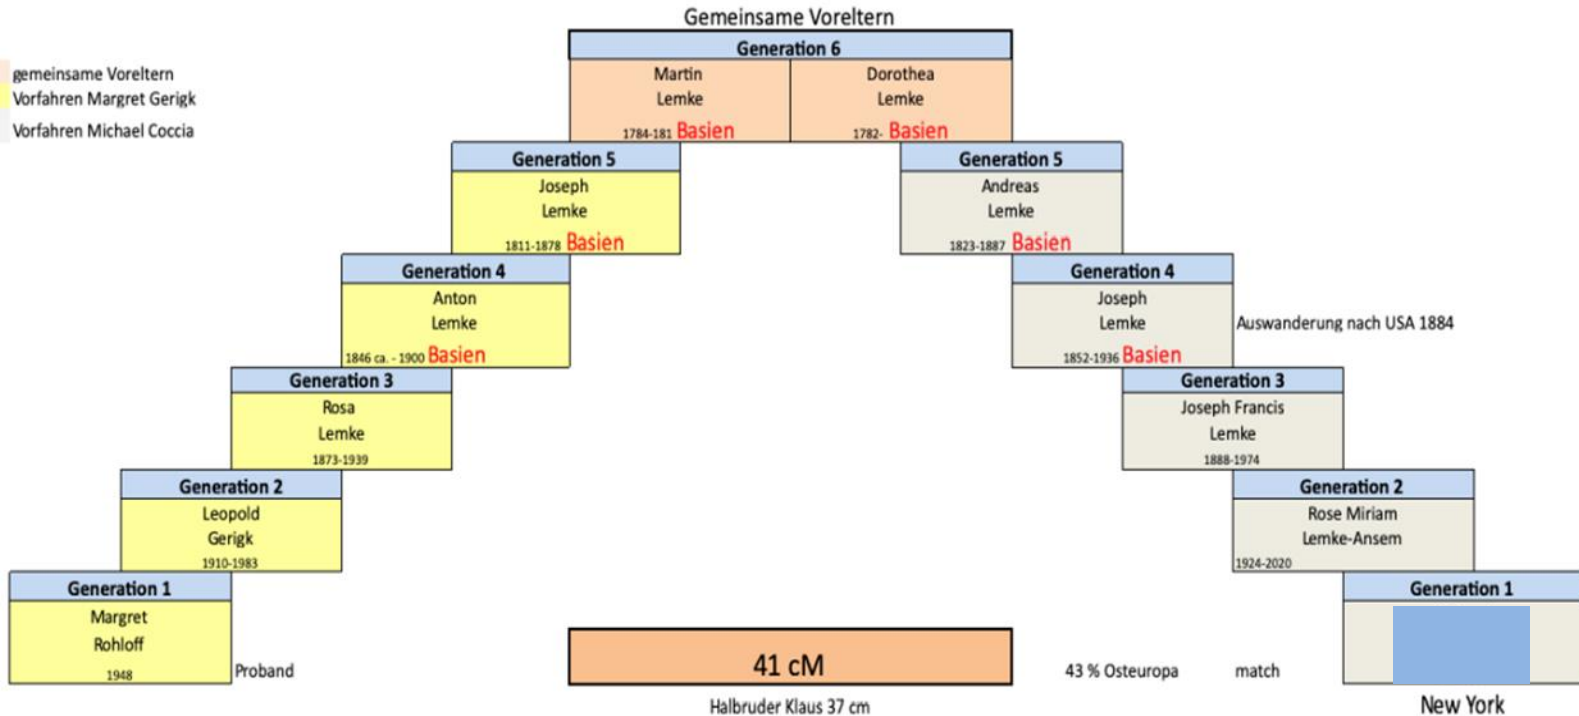 Gemeinsame Voreltern
Generation 6
gemeinsame Voreltern
Vorfahren Margret Gerigk
Vorfahren Michael Coccia
Martin
Lemke
1784-181 Basien
Dorothea
Lemke
1782- Basien
Generation 5
Joseph
Lemke
1811-1878 Basien
Generation 5
Andreas
Lemke
1823-1887 Basien
Generation 4
Anton
Lemke
1846 ca. - 1900 Basien
Generation 4
Joseph
Lemke
1852-1936 Basien
Auswanderung nach USA 1884
Generation 3
Rosa
Lemke
1873-1939
Generation 3
Joseph Francis
Lemke
1888-1974
Generation 2
Leopold
Gerigk
1910-1983
Generation 2
Rose Miriam
Lemke-Ansem
1924-2020
Generation 1
Margret
Rohloff
1948
Proband
41 cM
Halbruder Klaus 37 cm
43 % Osteuropa match
Generation 1
New York